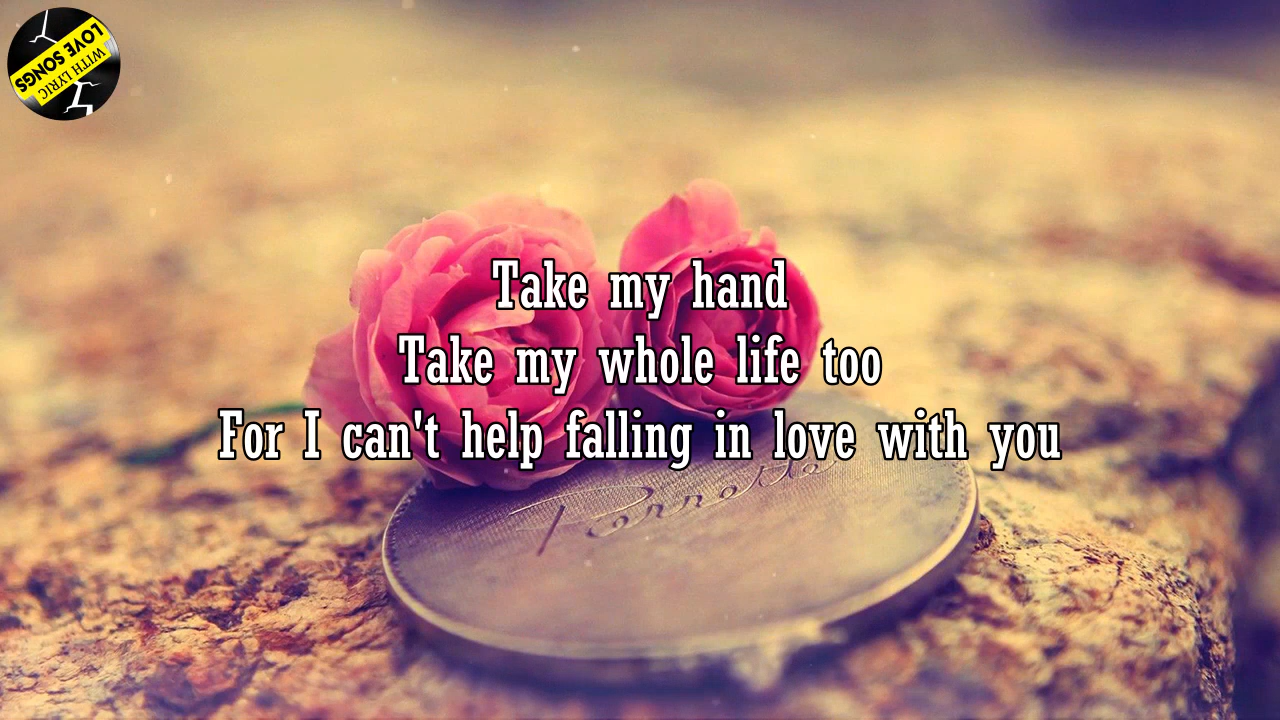 LOVE SONGS
WITH LYRIC
Take my hand
Take my whole life too
For I can't help falling in love with you